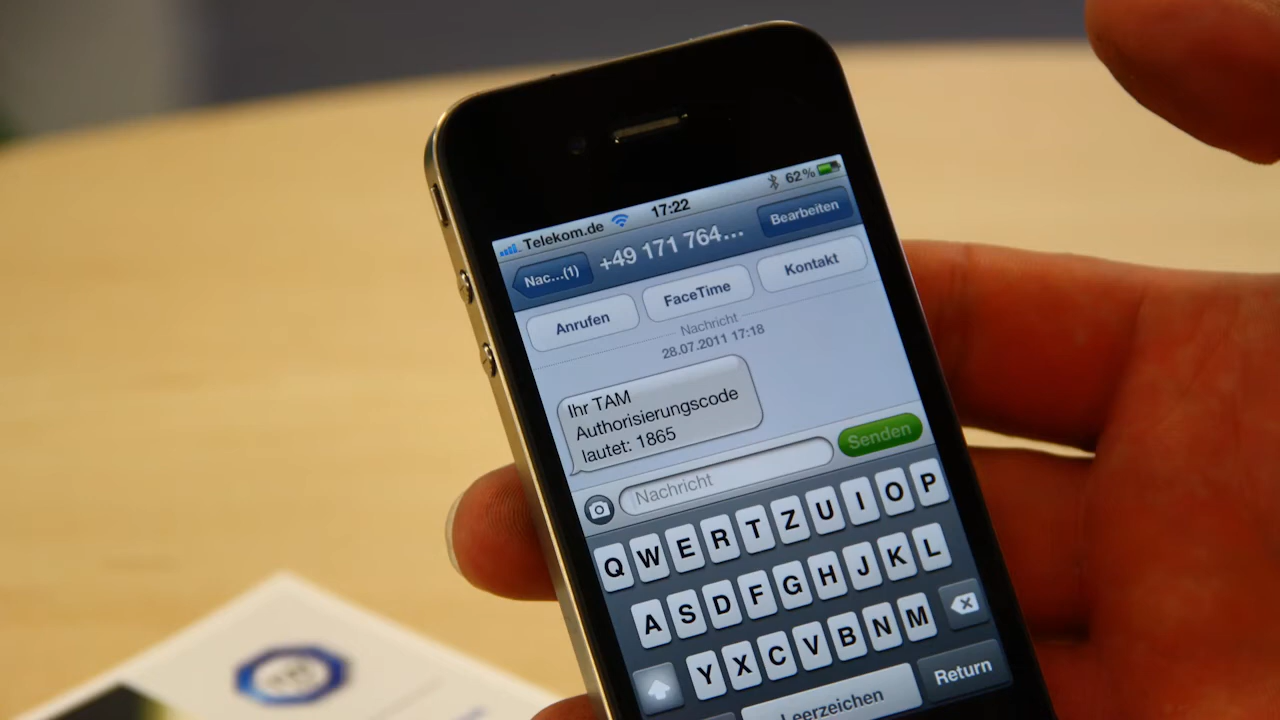 Telekom.de 17:22 62%
Nac...(1) +49 171 764... Bearbeiten
Anrufen FaceTime Kontakt
Nachricht
28.07.2011 17:18
Ihr TAM
Authorisierungscode
lautet: 1865
Nachricht Senden
Q W E R T Z U I O P
A S D F G H J K L
Y X C V B N M
Leerzeichen Return